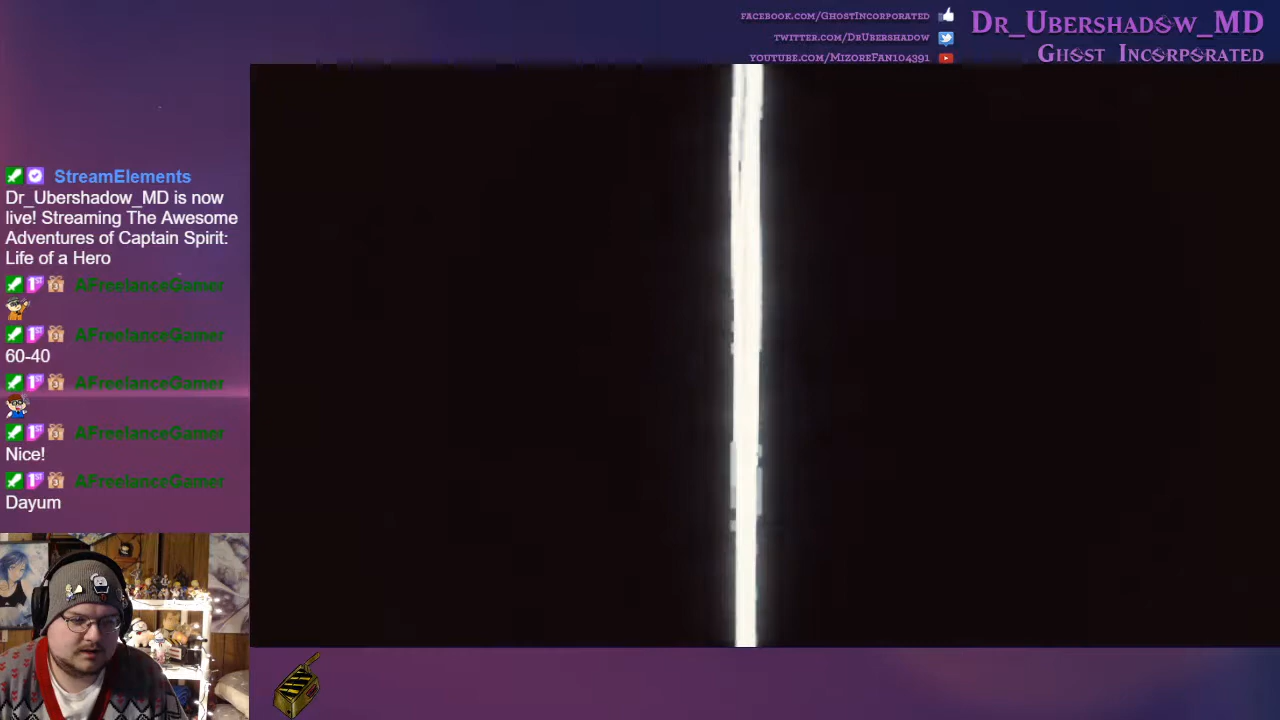 FACEBOOK.COM/GHOSTINCORPORATED
TWITTER.COM/DRUBERSHADOW
YOUTUBE.COM/MIZOREFAN104391
DR_UBERSHADOW_MD
GHOST INCORPORATED
StreamElements
Dr_Ubershadow_MD is now
live! Streaming The Awesome
Adventures of Captain Spirit:
Life of a Hero
AFreelanceGamer
AFreelanceGamer
60-40
AFreelanceGamer
AFreelanceGamer
Nice!
AFreelanceGamer
Dayum